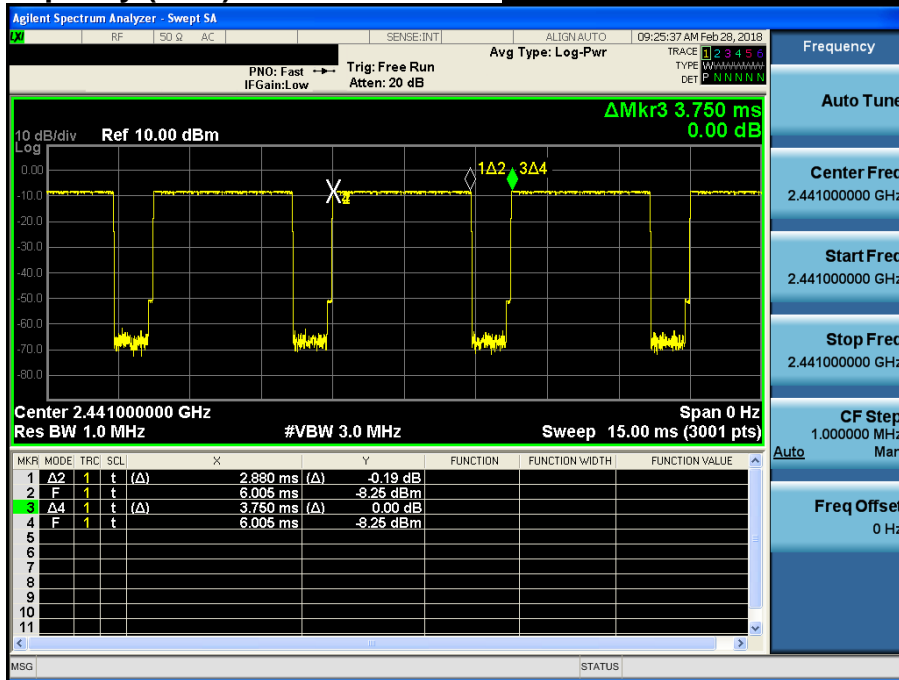 Agilent Spectrum Analyzer - Swept SA
LXI RF 50 Ω AC SENSE:INT ALIGN AUTO 09:25:37 AM Feb 28, 2018
Avg Type: Log-Pwr TRACE 1 2 3 4 5 6
TYPE WWWWWW
DET P N N N N N
PNO: Fast Trig: Free Run
IFGain:Low Atten: 20 dB
ΔMkr3 3.750 ms
0.00 dB
10 dB/div Ref 10.00 dBm
Log
0.00
-10.0
-20.0
-30.0
-40.0
-50.0
-60.0
-70.0
-80.0
1Δ2 3Δ4
X4
Center 2.441000000 GHz Span 0 Hz
Res BW 1.0 MHz #VBW 3.0 MHz Sweep 15.00 ms (3001 pts)
MKR MODE TRC SCL X Y FUNCTION FUNCTION WIDTH FUNCTION VALUE
1 Δ2 1 t (Δ) 2.880 ms (Δ) -0.19 dB
2 F 1 t 6.005 ms -8.25 dBm
3 Δ4 1 t (Δ) 3.750 ms (Δ) 0.00 dB
4 F 1 t 6.005 ms -8.25 dBm
5
6
7
8
9
10
11
MSG STATUS
Frequency
Auto Tune
Center Freq
2.441000000 GHz
Start Freq
2.441000000 GHz
Stop Freq
2.441000000 GHz
CF Step
1.000000 MHz
Auto Man
Freq Offset
0 Hz